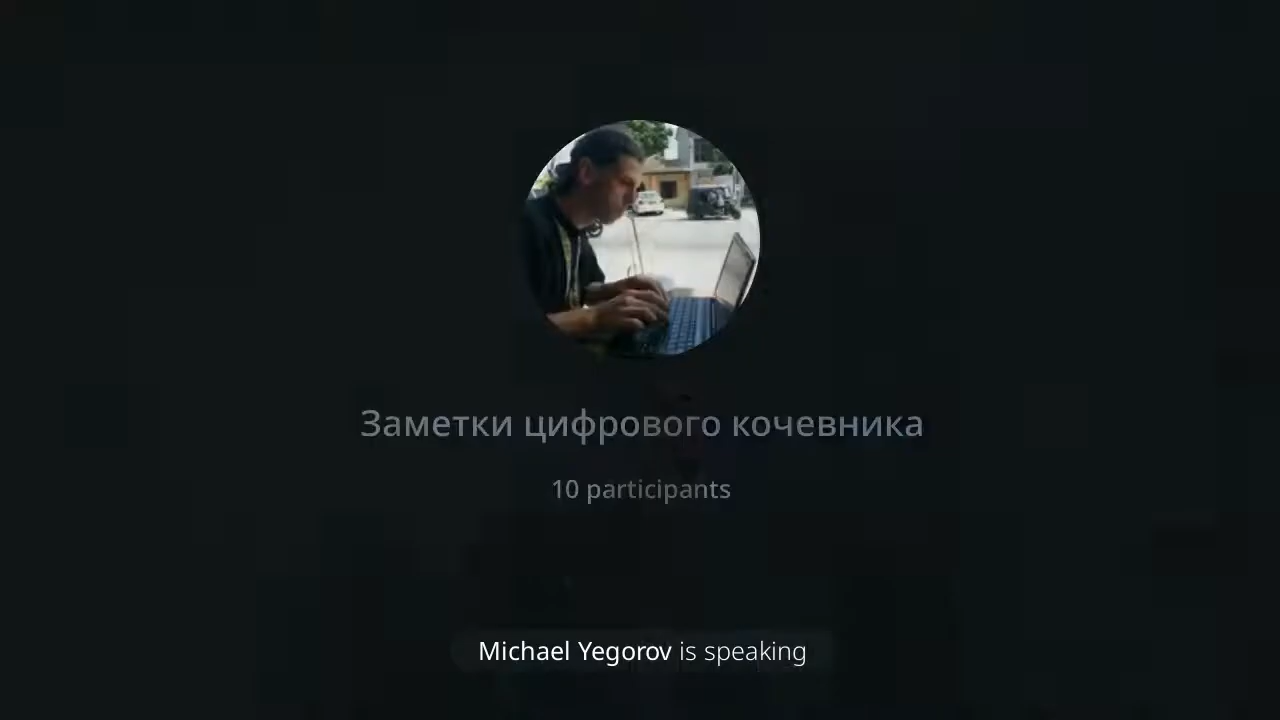 Заметки цифрового кочевника
10 participants
Michael Yegorov is speaking